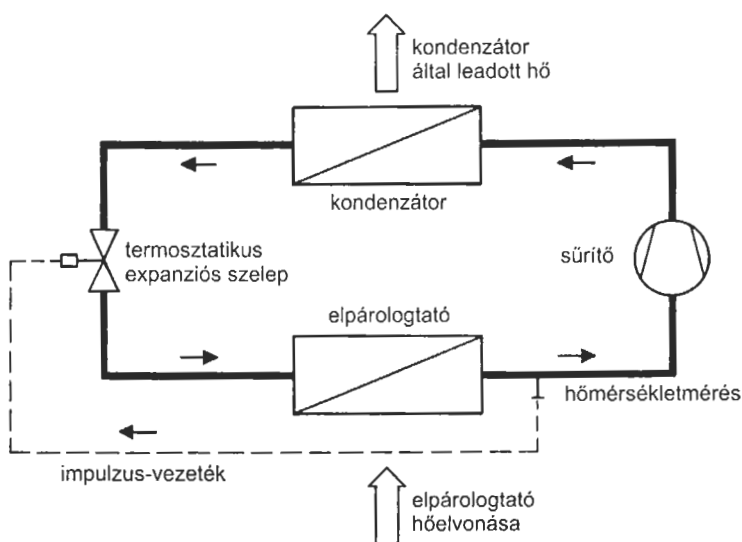 kondenzátor
által leadott hő
kondenzátor
termosztatikus
expanziós szelep
sűrítő
elpárologtató
hőmérsékletmérés
impulzus-vezeték
elpárologtató
hőelvonása